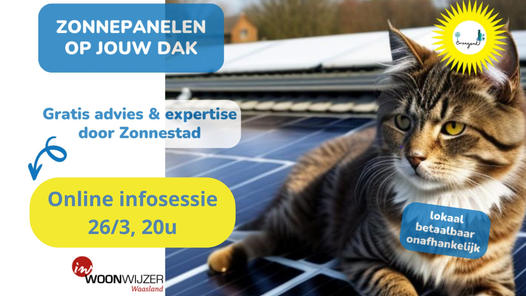 ZONNEPANELEN
OP JOUW DAK
Gratis advies & expertise
door Zonnestad
Online infosessie
26/3, 20u
lokaal
betaalbaar
onafhankelijk
in
WOONWIJZER
Waasland